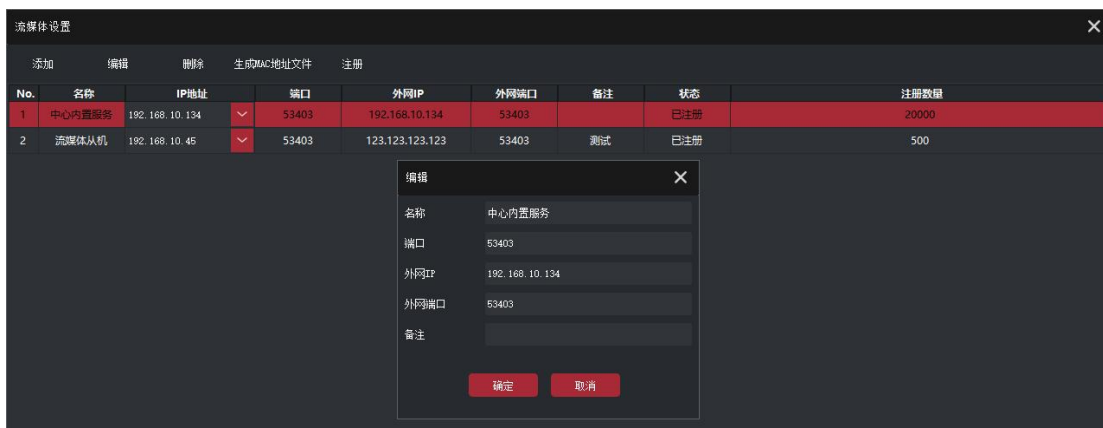 流媒体设置
添加 编辑 删除 生成MAC地址文件 注册
No. 名称 IP地址 端口 外网IP 外网端口 备注 状态 注册数量
1 中心内置服务 192.168.10.134 53403 192.168.10.134 53403 已注册 20000
2 流媒体从机 192.168.10.45 53403 123.123.123.123 53403 测试 已注册 500
编辑
名称 中心内置服务
端口 53403
外网IP 192.168.10.134
外网端口 53403
备注
确定 取消